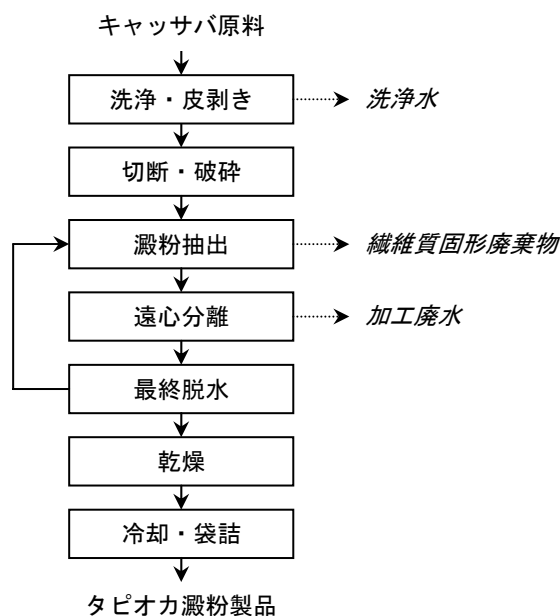 キャッサバ原料
洗浄・皮剥き
洗浄水
切断・破砕
澱粉抽出
繊維質固形廃棄物
遠心分離
加工廃水
最終脱水
乾燥
冷却・袋詰
タピオカ澱粉製品